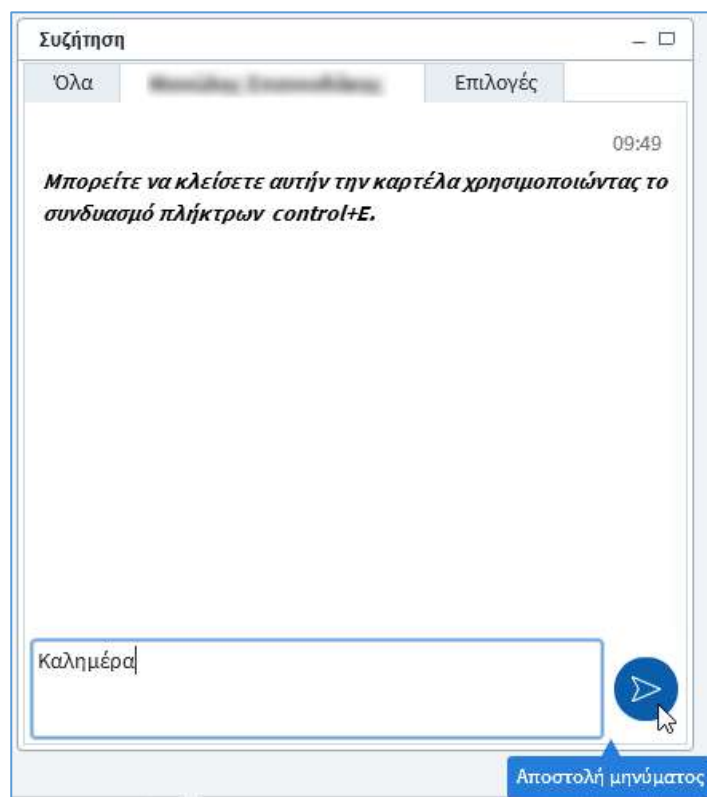 Συζήτηση
Όλα Επιλογές
09:49
Μπορείτε να κλείσετε αυτήν την καρτέλα χρησιμοποιώντας το
συνδυασμό πλήκτρων control+E.
Καλημέρα
Αποστολή μηνύματος